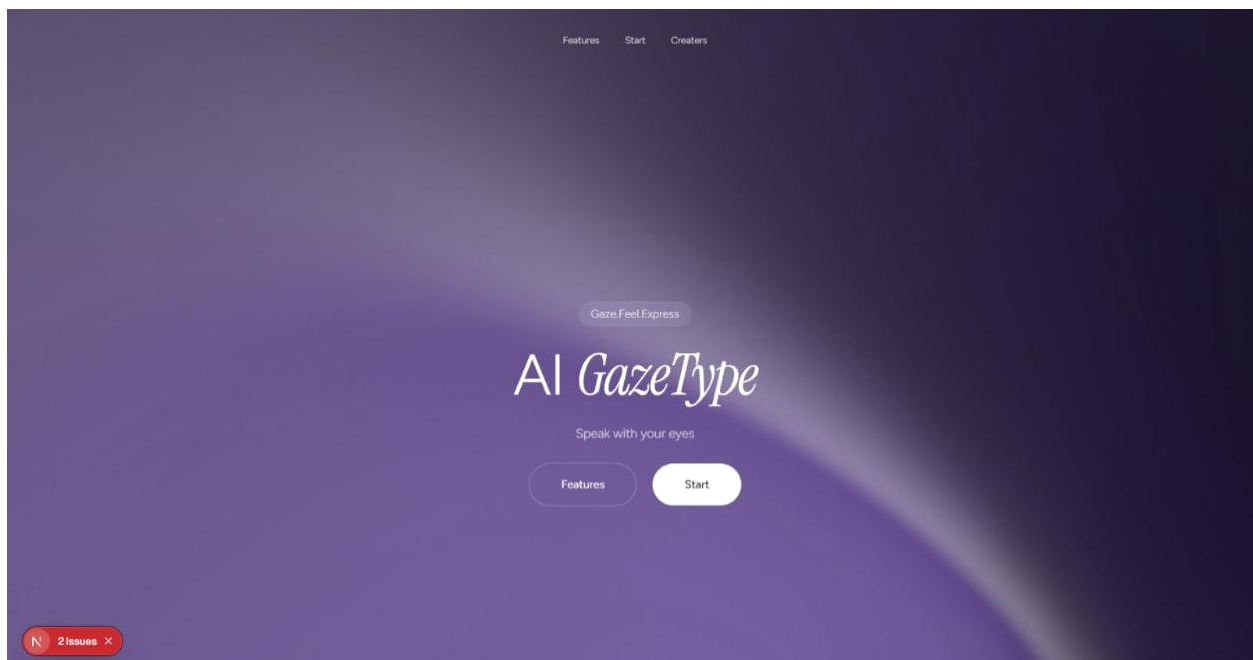 Features Start Creaters
Gaze.Feel.Express
AI GazeType
Speak with your eyes
Features Start
N 2 Issues ×